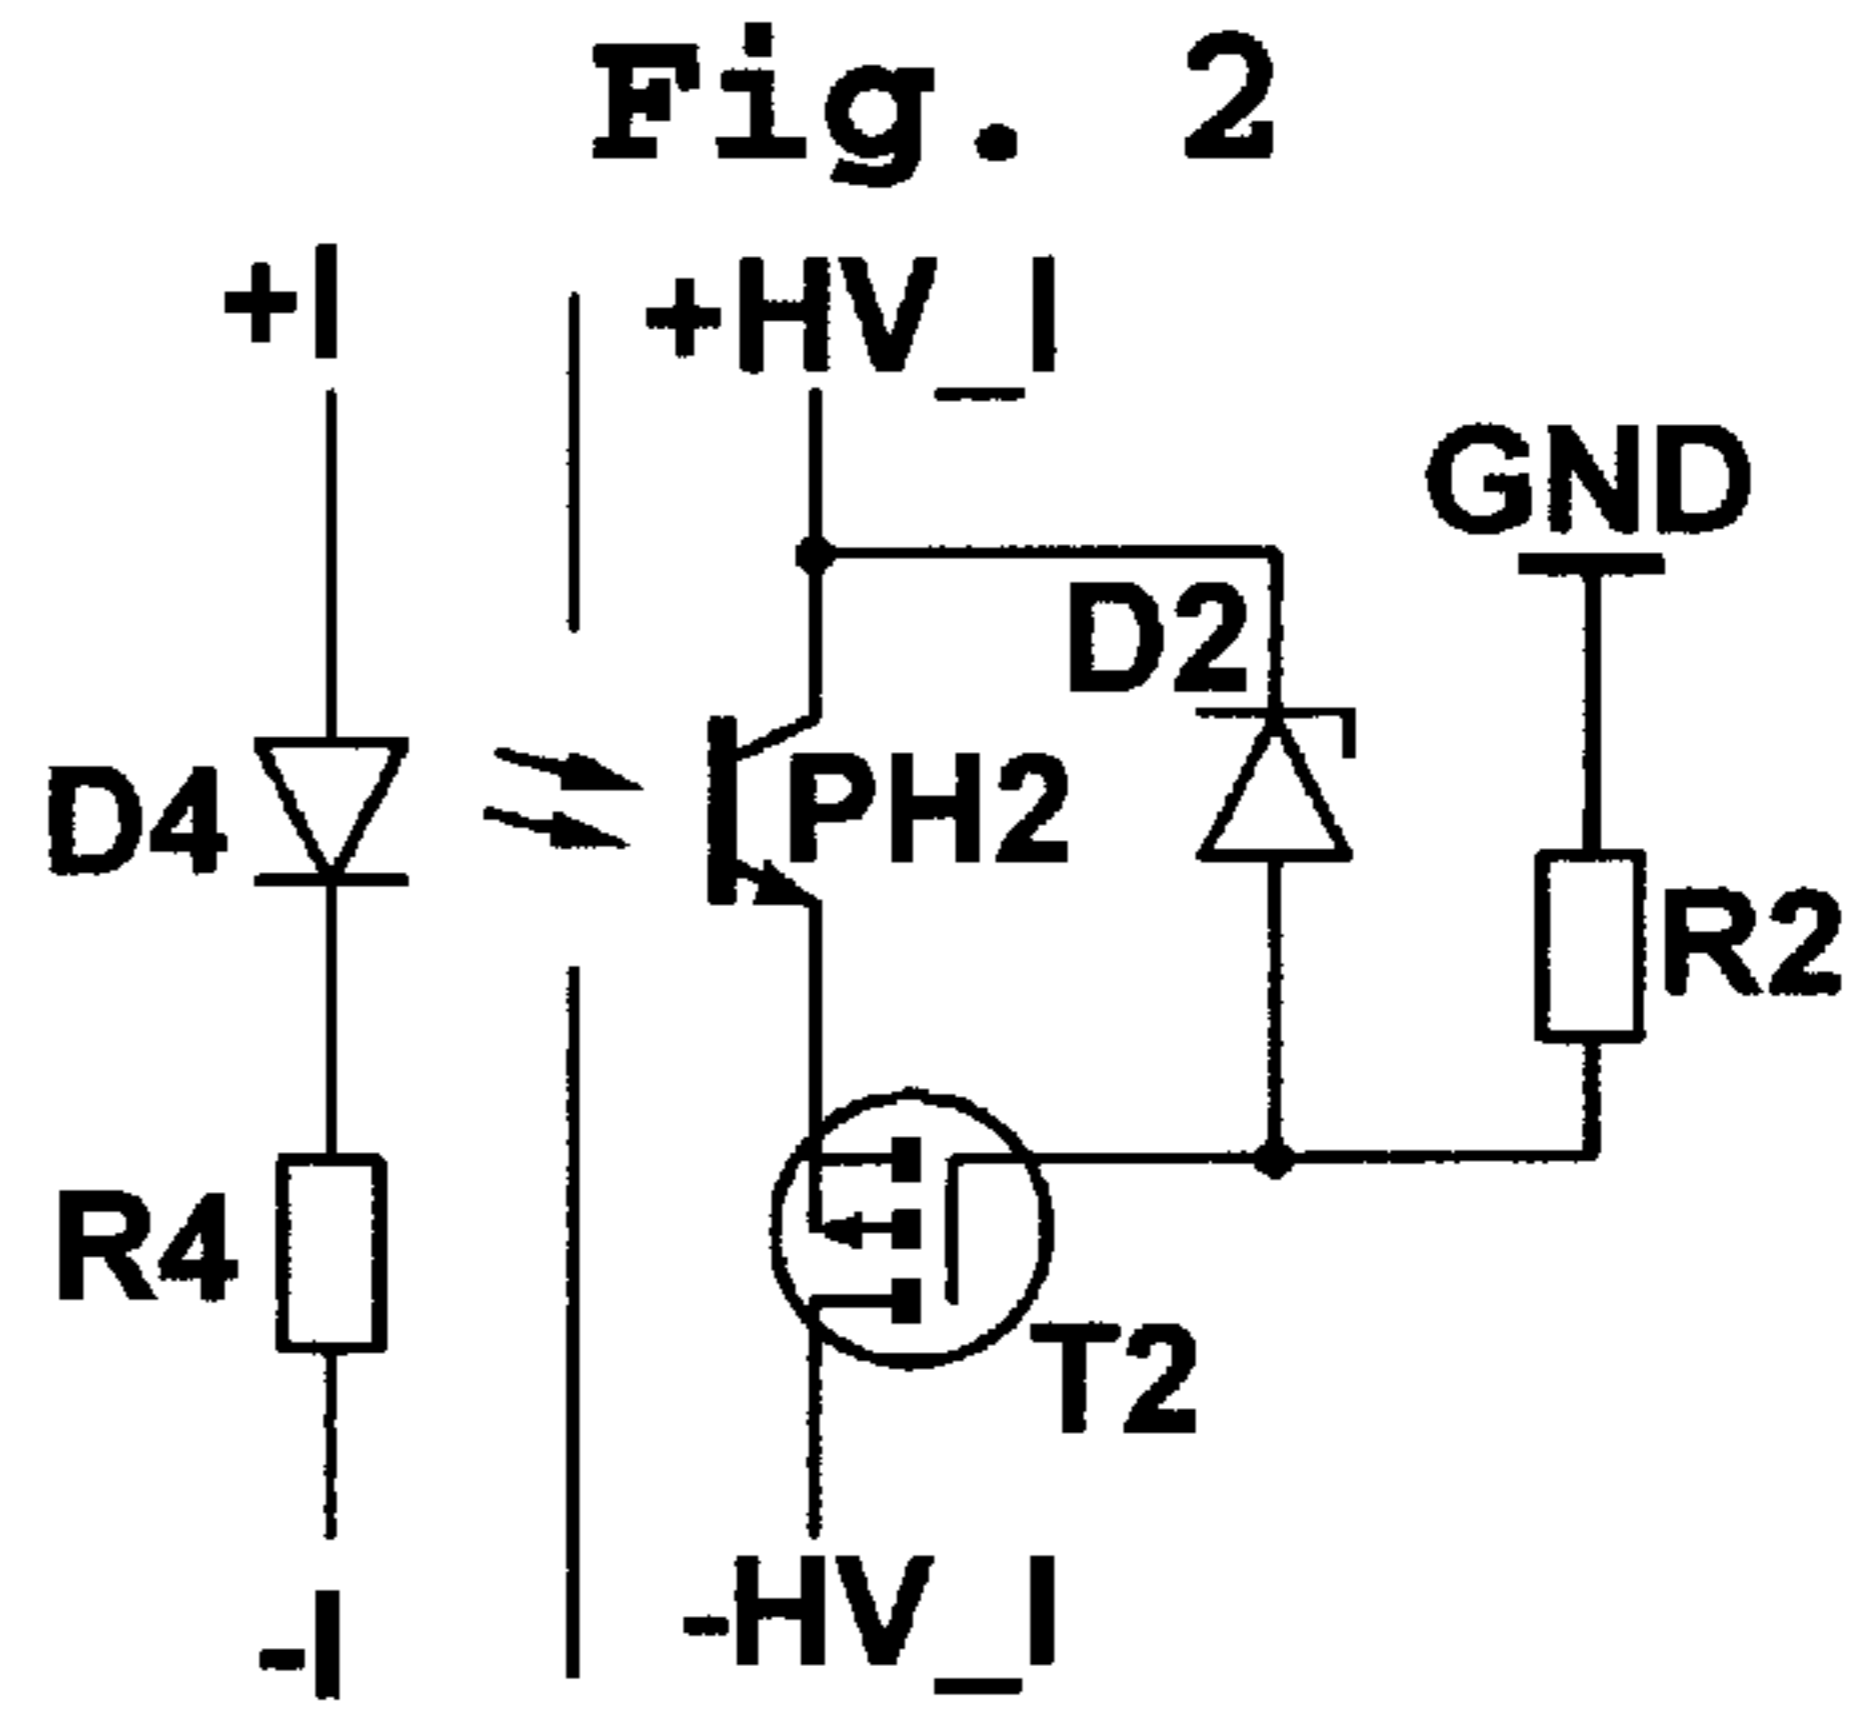 Fig. 2
+I
+HV_I
GND
D2
D4
PH2
R2
R4
T2
-HV_I
-I